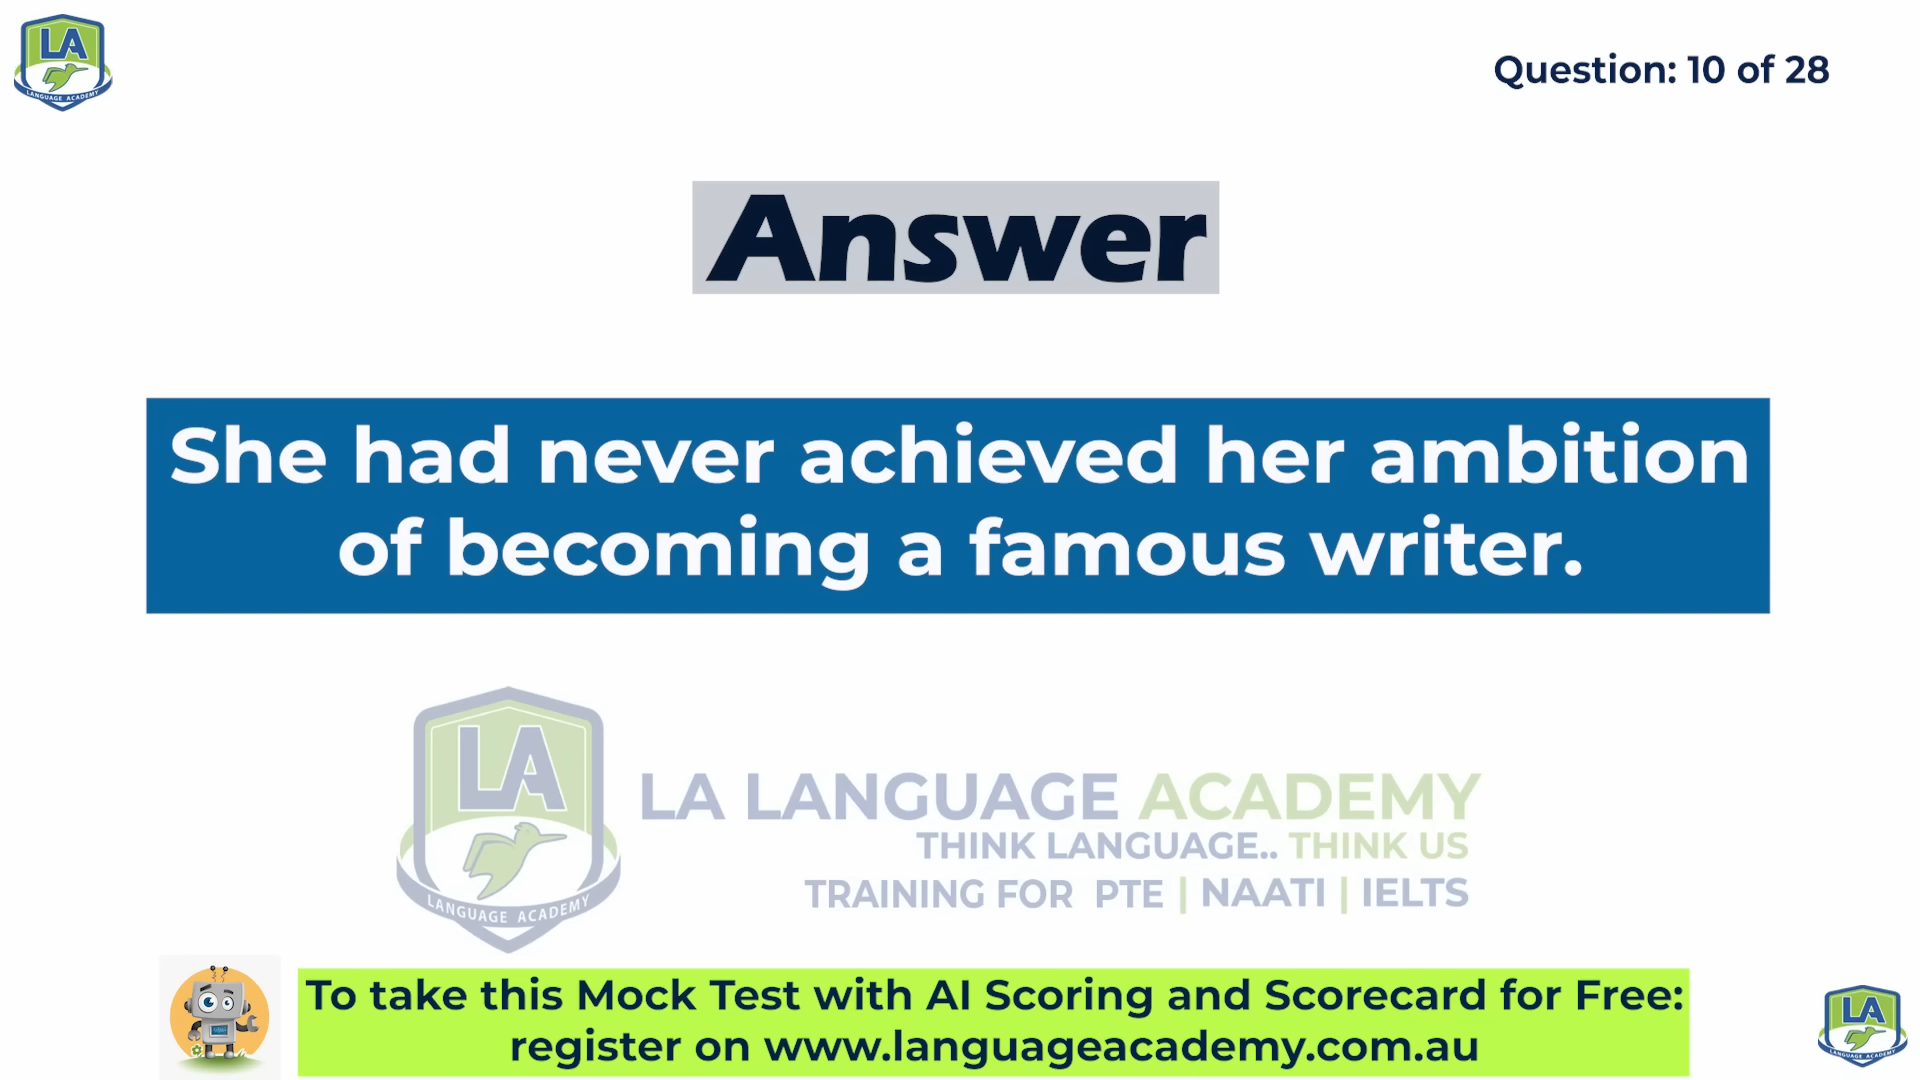 LA
LANGUAGE ACADEMY
Question: 10 of 28
Answer
She had never achieved her ambition
of becoming a famous writer.
LA
LANGUAGE ACADEMY
LA LANGUAGE ACADEMY
THINK LANGUAGE.. THINK US
TRAINING FOR PTE | NAATI | IELTS
To take this Mock Test with AI Scoring and Scorecard for Free:
register on www.languageacademy.com.au
LA
LANGUAGE ACADEMY